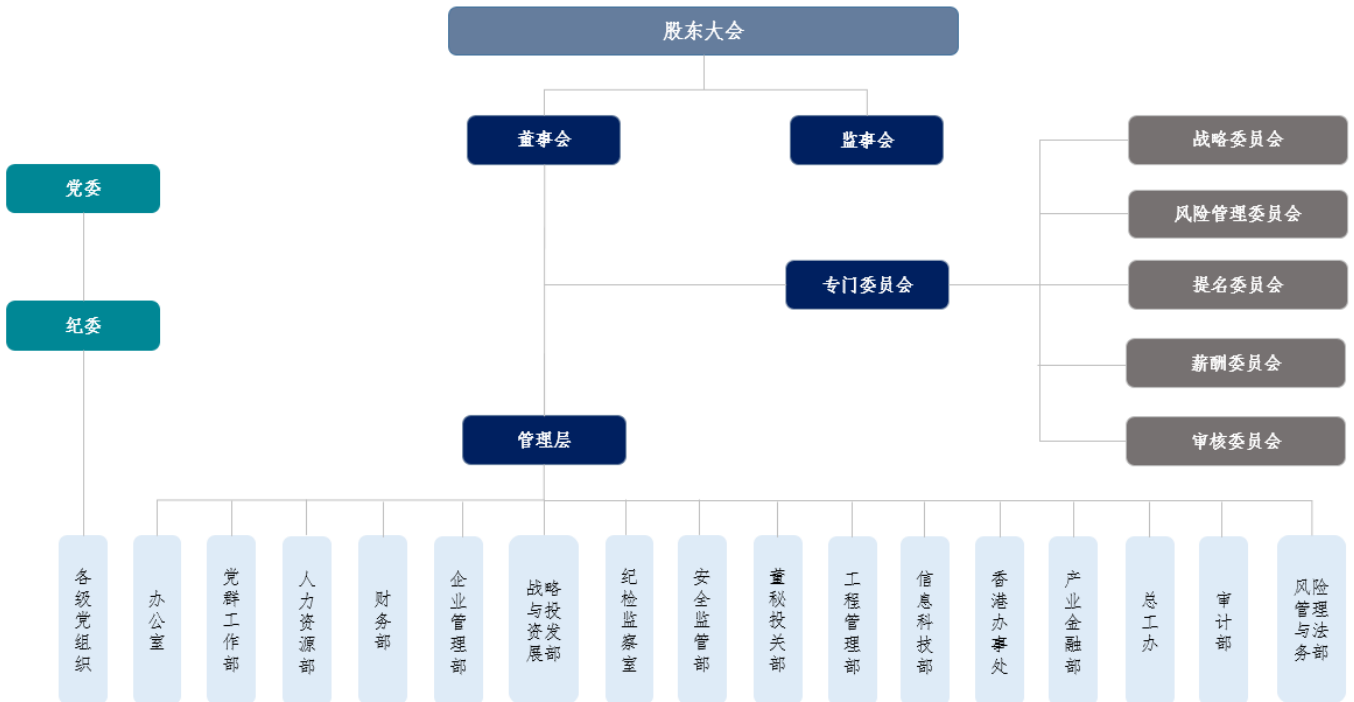 股东大会
董事会
监事会
战略委员会
党委
风险管理委员会
专门委员会
提名委员会
纪委
薪酬委员会
管理层
审核委员会
各级党组织
办公室
党群工作部
人力资源部
财务部
企业管理部
战略与投资发展部
纪检监察室
安全监管部
董秘投关部
工程管理部
信息科技部
香港办事处
产业金融部
总工办
审计部
风险管理与法务部